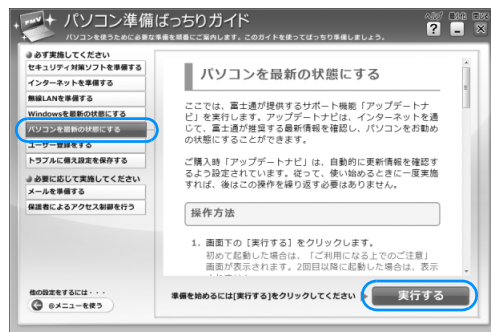 FMV
パソコン準備ばっちりガイド
パソコンを使うために必要な準備を順番にご案内します。このガイドを使ってばっちり準備しましょう。
ヘルプ 最小化 閉じる
必ず実施してください
セキュリティ対策ソフトを準備する
インターネットを準備する
無線LANを準備する
Windowsを最新の状態にする
パソコンを最新の状態にする
ユーザー登録をする
トラブルに備え設定を保存する
必要に応じて実施してください
メールを準備する
保護者によるアクセス制御を行う
他の設定をするには・・・
@メニューを使う
パソコンを最新の状態にする
ここでは、富士通が提供するサポート機能「アップデートナ
ビ」を実行します。アップデートナビは、インターネットを通
じて、富士通が推奨する最新情報を確認し、パソコンをお勧め
の状態にすることができます。
ご購入時「アップデートナビ」は、自動的に更新情報を確認す
るよう設定されています。従って、使い始めるときに一度実施
すれば、後はこの操作を繰り返す必要はありません。
操作方法
1. 画面下の［実行する］をクリックします。
初めて起動した場合は、「ご利用になる上でのご注意」
画面が表示されます。2回目以降に起動した場合は、表示
準備を始めるには[実行する]をクリックしてください
実行する